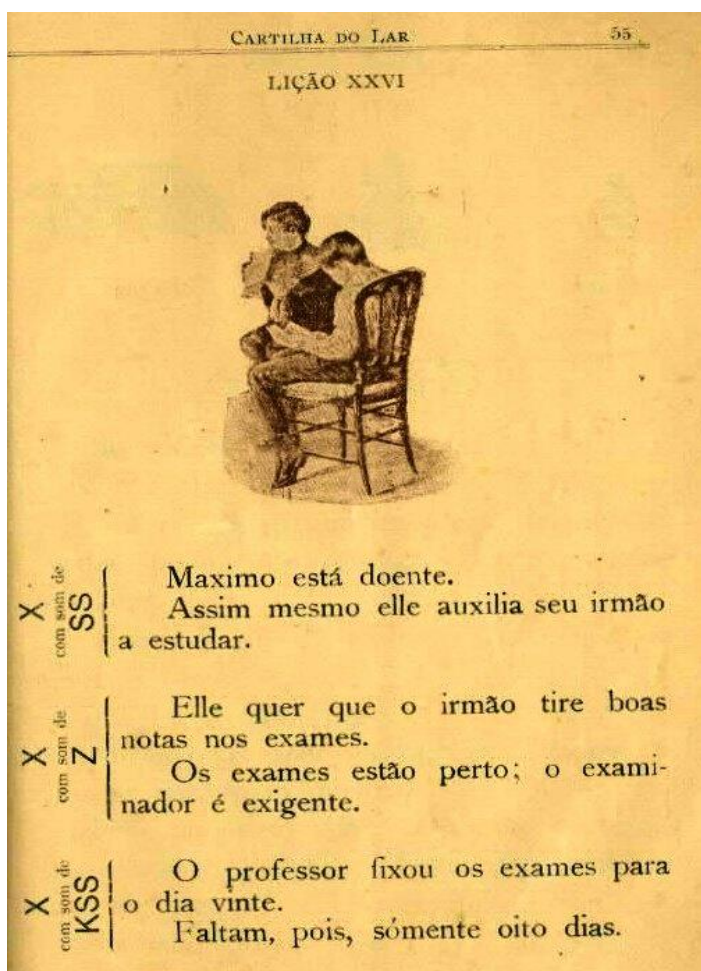 CARTILHA DO LAR 55
LIÇÃO XXVI
X com som de SS
Maximo está doente.
Assim mesmo elle auxilia seu irmão
a estudar.
X com som de Z
Elle quer que o irmão tire boas
notas nos exames.
Os exames estão perto; o exami-
nador é exigente.
X com som de KSS
O professor fixou os exames para
o dia vinte.
Faltam, pois, sómente oito dias.